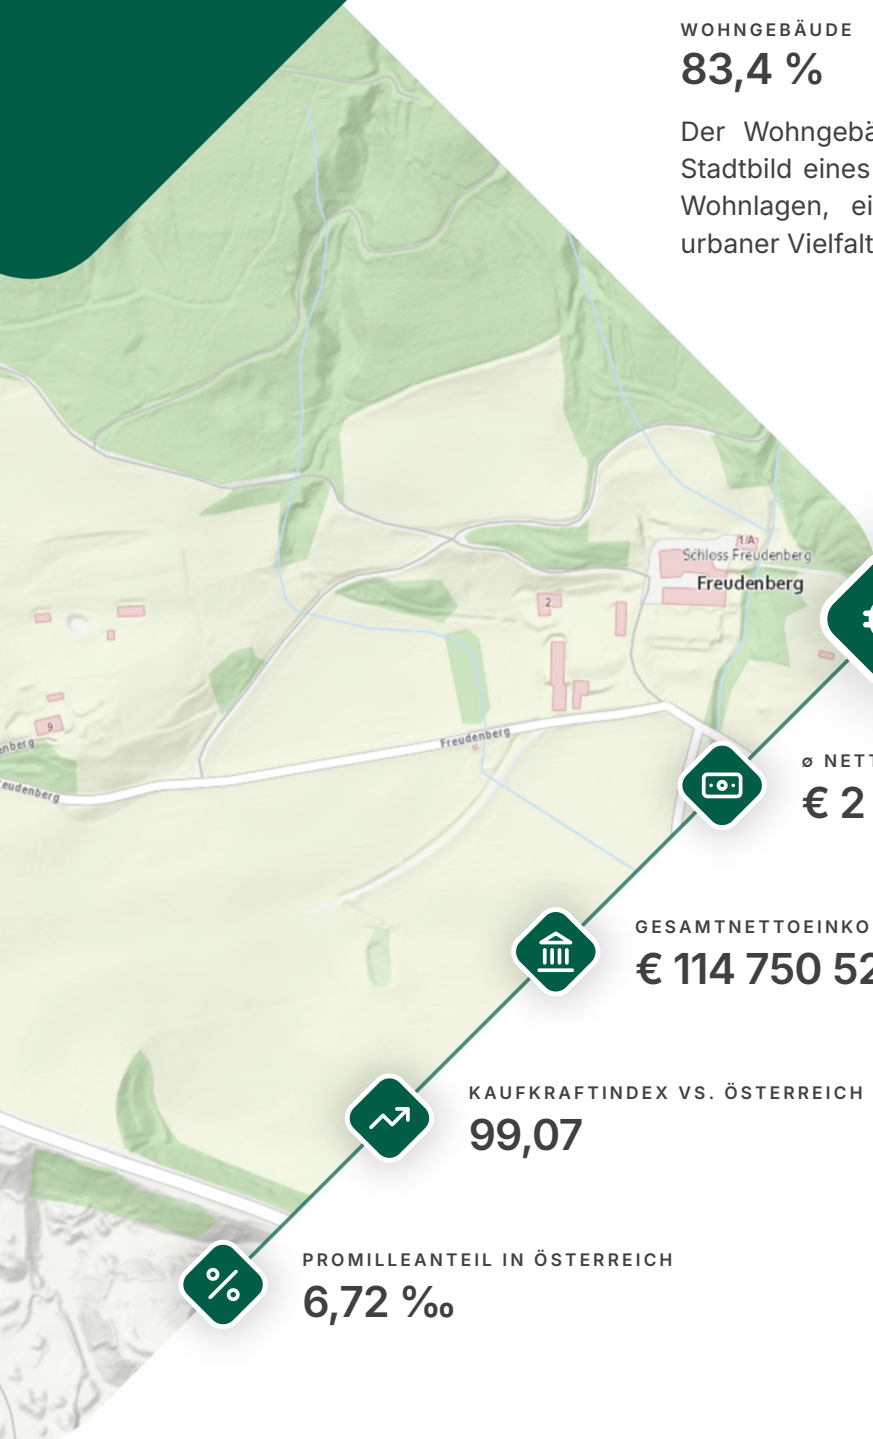 WOHNGEBÄUDE
83,4 %
Der Wohngebä
Stadtbild eines
Wohnlagen, ei
urbaner Vielfalt
1/A
Schloss Freudenberg
Freudenberg
2
9
enberg
eudenberg
Freudenberg
ø NETT
€ 2
GESAMTNETTOEINKO
€ 114 750 52
KAUFKRAFTINDEX VS. ÖSTERREICH
99,07
PROMILLEANTEIL IN ÖSTERREICH
6,72 ‰